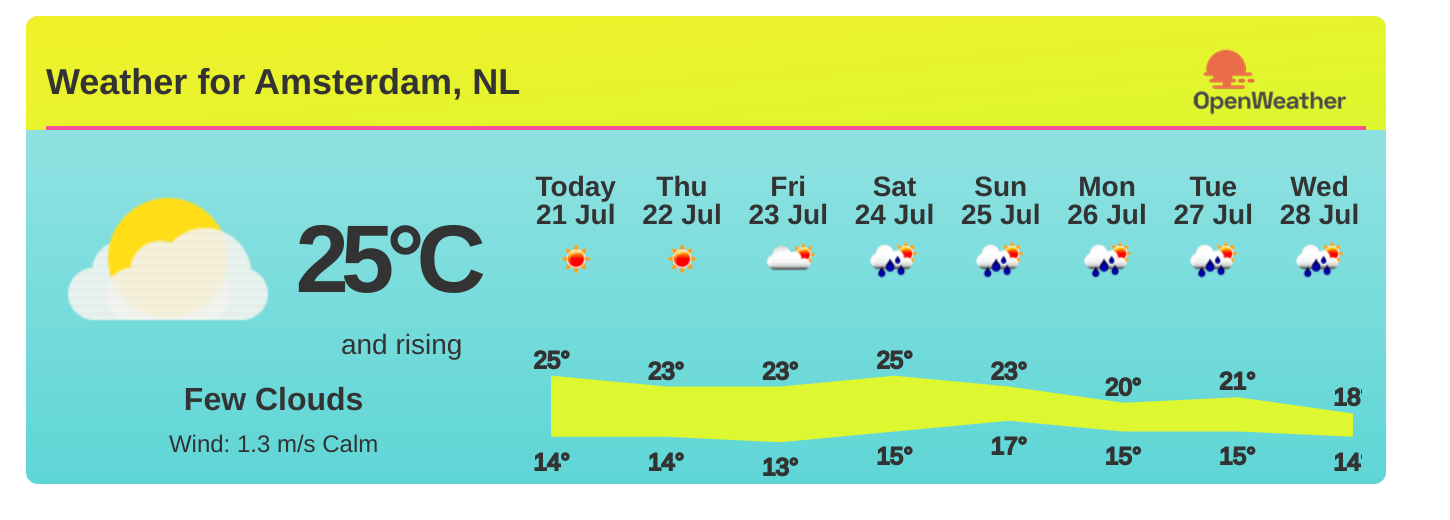 Weather for Amsterdam, NL
OpenWeather
25°C
and rising
Few Clouds
Wind: 1.3 m/s Calm
Today Thu Fri Sat Sun Mon Tue Wed
21 Jul 22 Jul 23 Jul 24 Jul 25 Jul 26 Jul 27 Jul 28 Jul
25° 23° 23° 25° 23° 20° 21° 18°
14° 14° 13° 15° 17° 15° 15° 14°